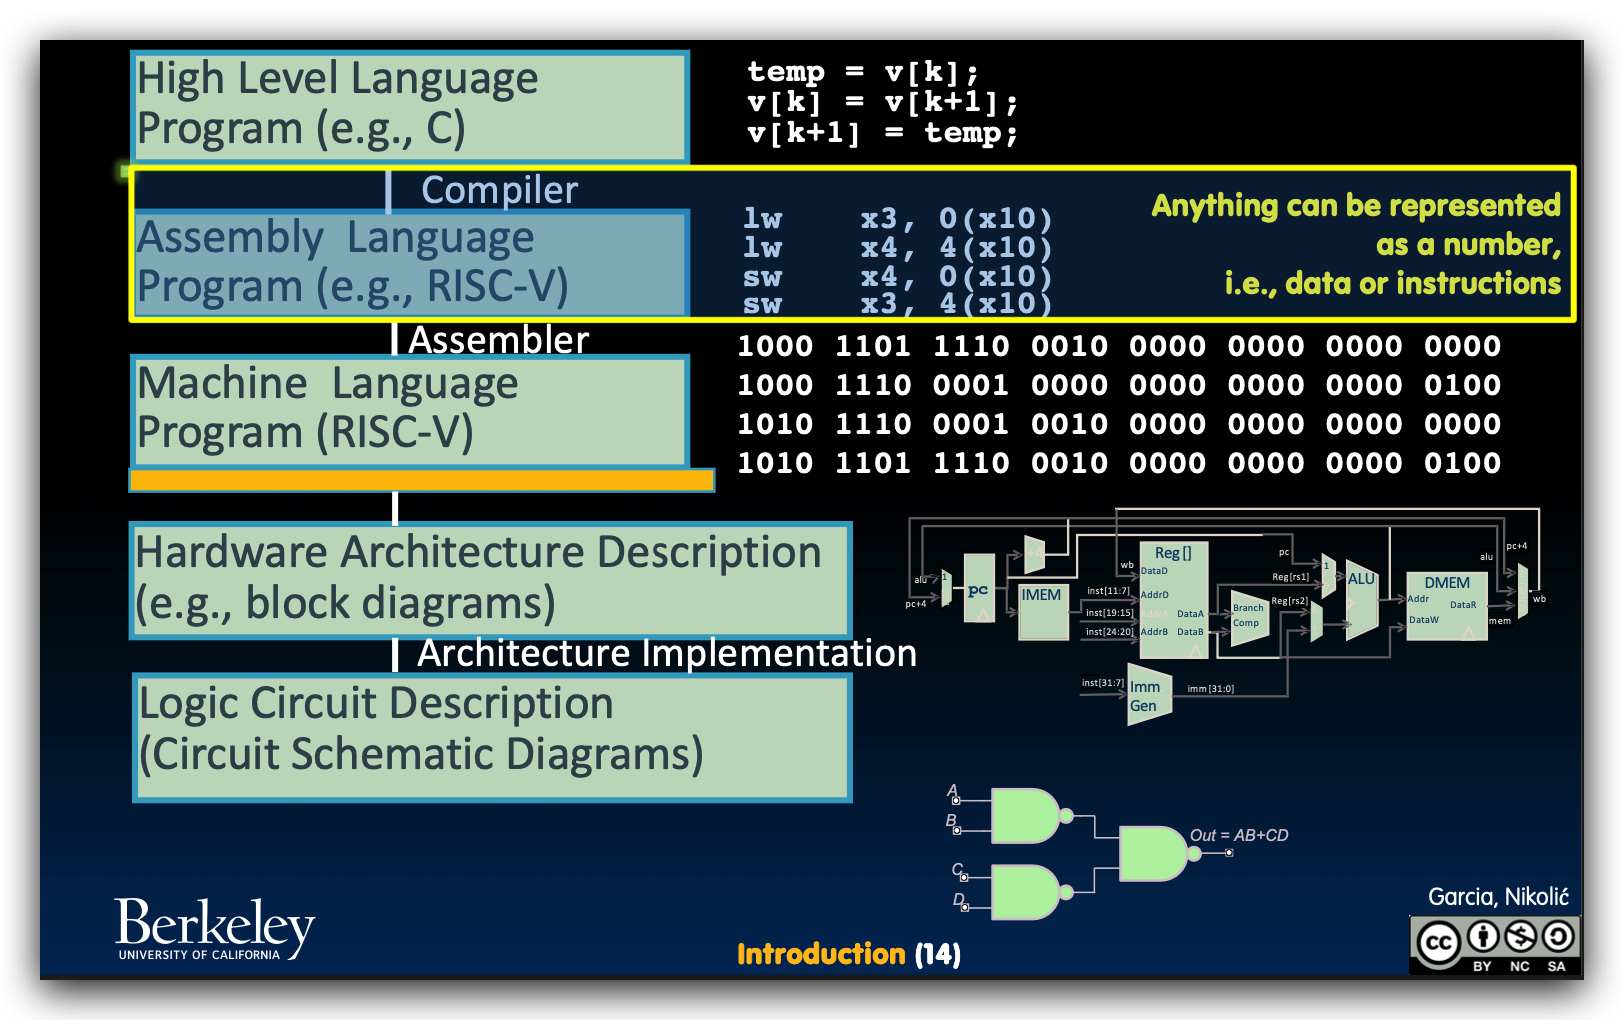 High Level Language
Program (e.g., C)
temp = v[k];
v[k] = v[k+1];
v[k+1] = temp;
Compiler
Assembly Language
Program (e.g., RISC-V)
lw x3, 0(x10)
lw x4, 4(x10)
sw x4, 0(x10)
sw x3, 4(x10)
Anything can be represented
as a number,
i.e., data or instructions
Assembler
Machine Language
Program (RISC-V)
1000 1101 1110 0010 0000 0000 0000 0000
1000 1110 0001 0000 0000 0000 0000 0100
1010 1110 0001 0010 0000 0000 0000 0000
1010 1101 1110 0010 0000 0000 0000 0100
Hardware Architecture Description
(e.g., block diagrams)
alu
pc+4
1
pc
+4
IMEM
inst[11:7]
inst[19:15]
inst[24:20]
wb
Reg []
DataD
AddrD
DataA
AddrB
DataB
Branch
Comp
pc
Reg[rs1]
Reg[rs2]
1
ALU
DMEM
Addr
DataR
DataW
pc+4
alu
mem
wb
inst[31:7]
Imm
Gen
imm [31:0]
Architecture Implementation
Logic Circuit Description
(Circuit Schematic Diagrams)
A
B
C
D
Out = AB+CD
Berkeley
UNIVERSITY OF CALIFORNIA
Introduction (14)
Garcia, Nikolić
cc
BY NC SA